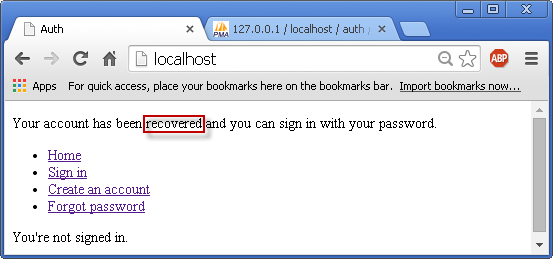 Auth
PMA 127.0.0.1 / localhost / auth /
localhost
ABP
Apps For quick access, place your bookmarks here on the bookmarks bar. Import bookmarks now...
Your account has been recovered and you can sign in with your password.
Home
Sign in
Create an account
Forgot password
You're not signed in.